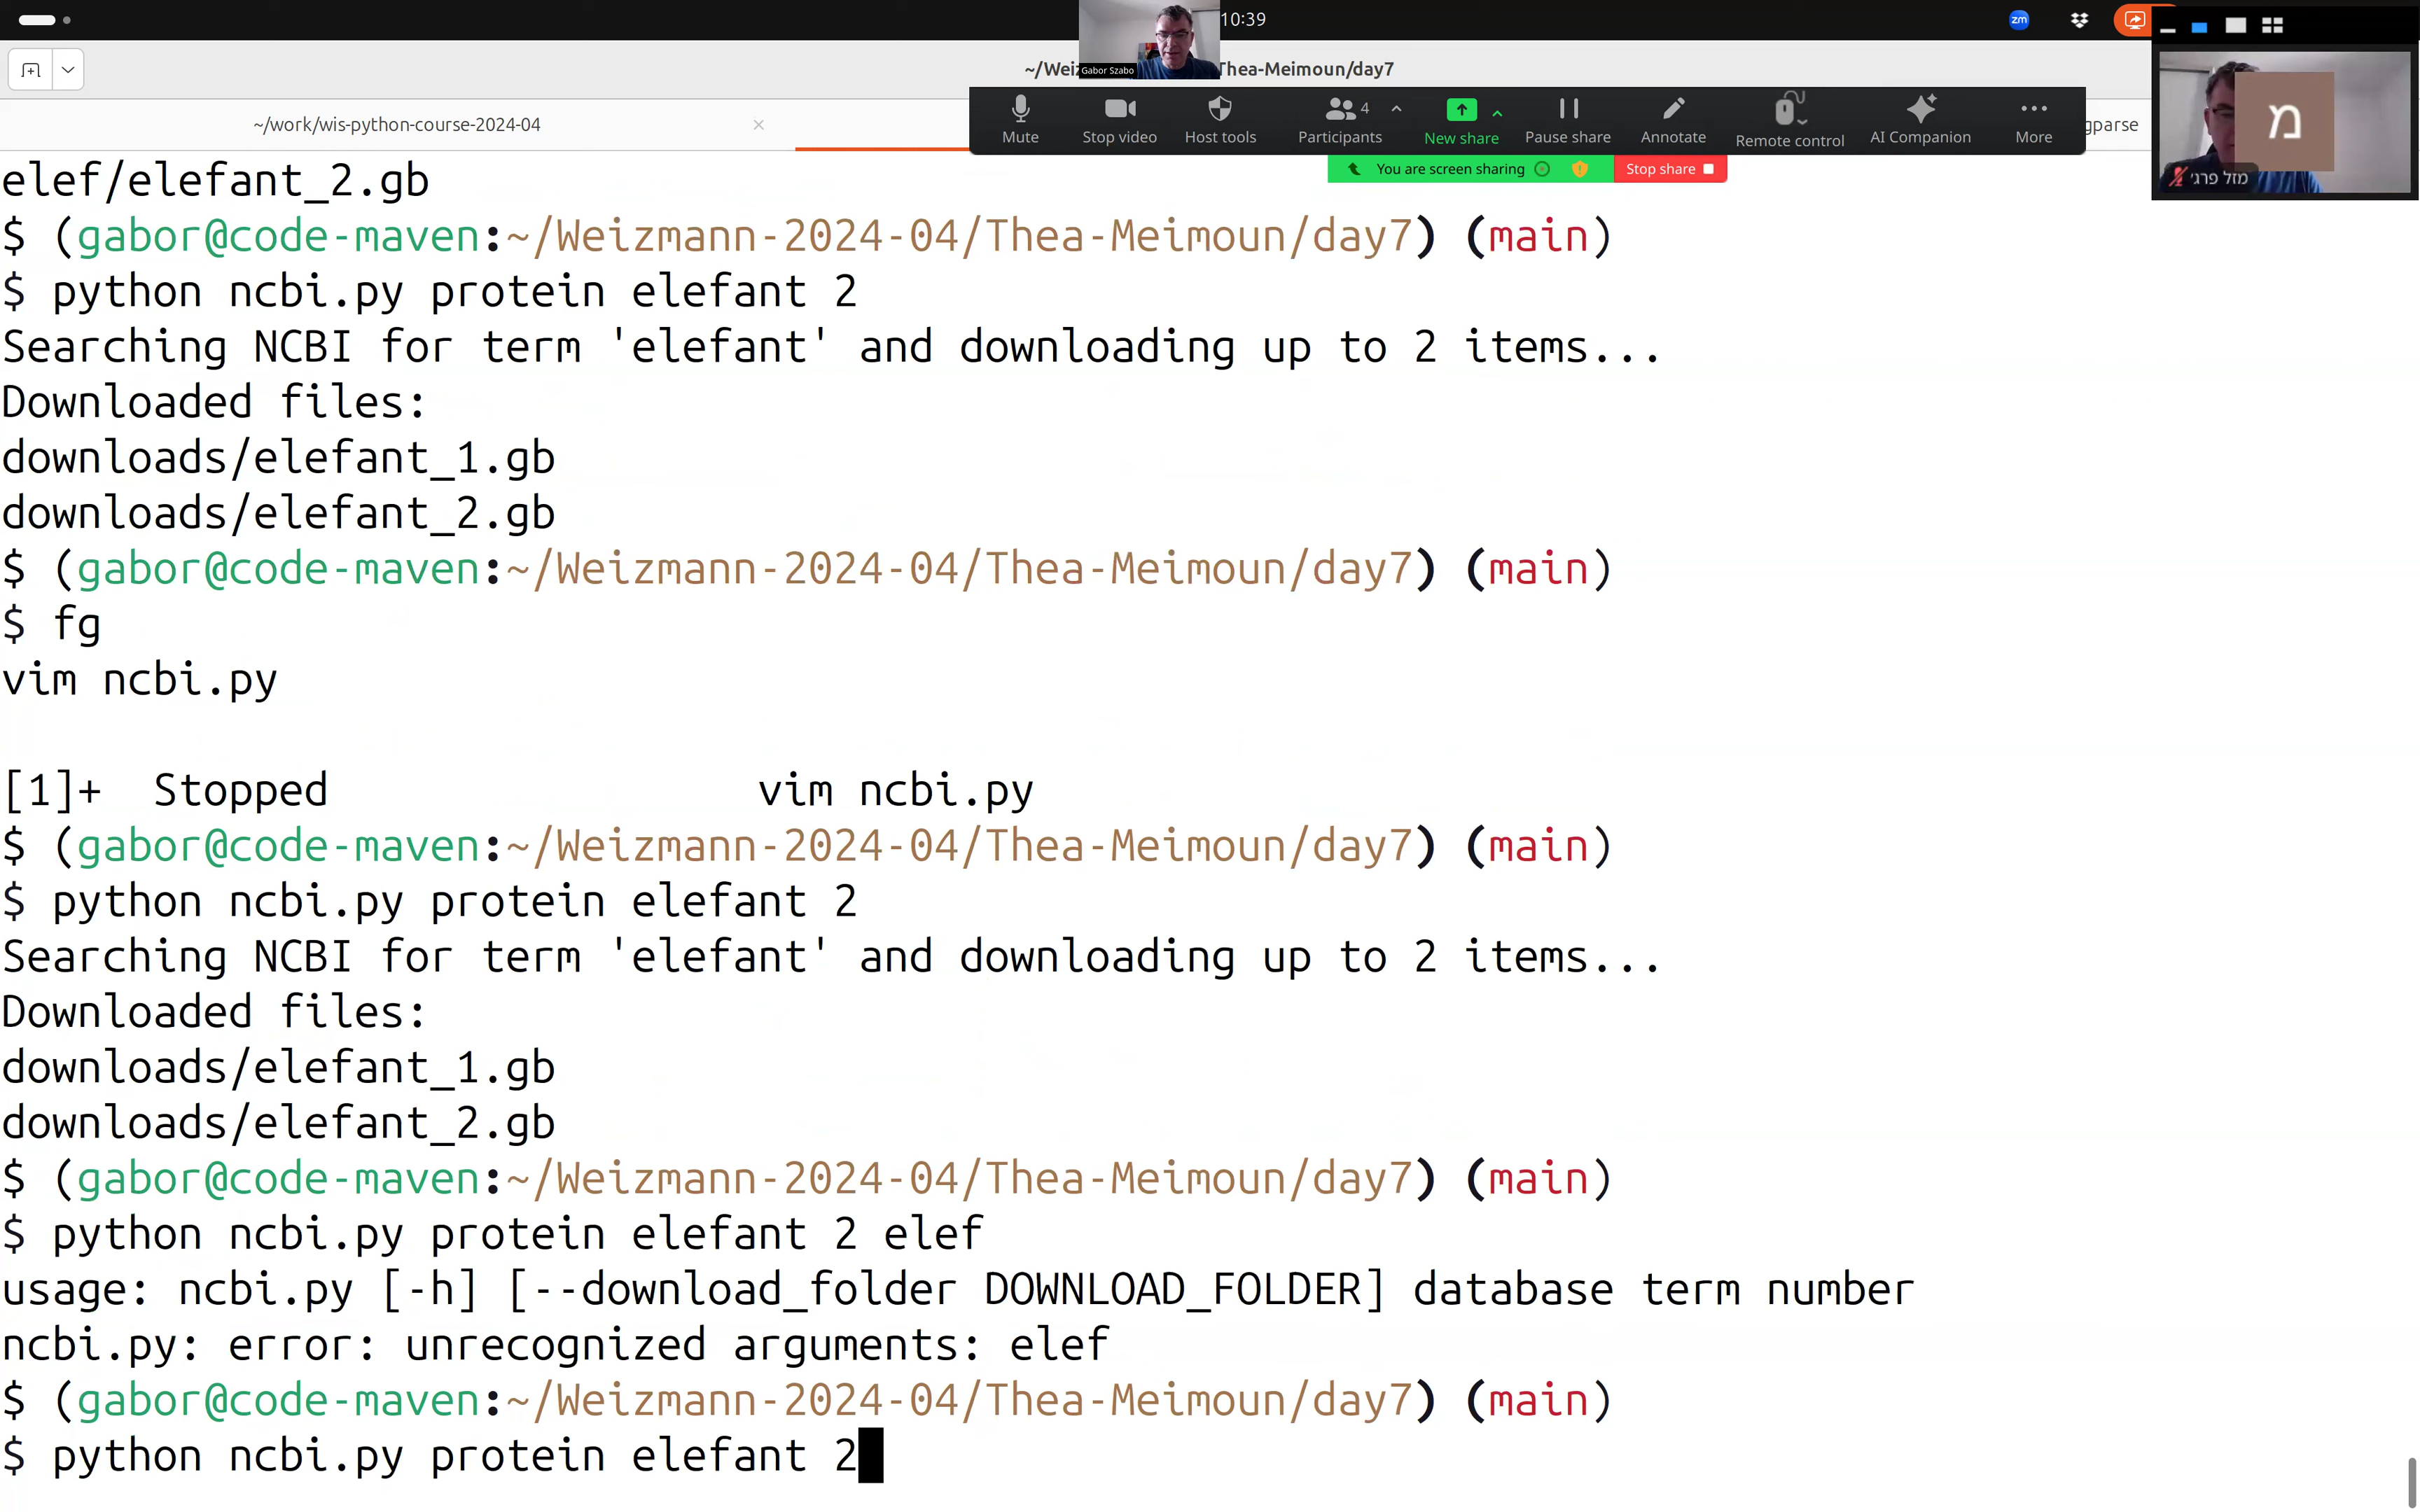 10:39
zm
Gabor Szabo
~/Wei
Thea-Meimoun/day7
~/work/wis-python-course-2024-04
gparse
4
Mute
Stop video
Host tools
Participants
New share
Pause share
Annotate
Remote control
AI Companion
More
You are screen sharing
Stop share
מ
מזל פרג׳
elef/elefant_2.gb
$ (gabor@code-maven:~/Weizmann-2024-04/Thea-Meimoun/day7) (main)
$ python ncbi.py protein elefant 2
Searching NCBI for term 'elefant' and downloading up to 2 items...
Downloaded files:
downloads/elefant_1.gb
downloads/elefant_2.gb
$ (gabor@code-maven:~/Weizmann-2024-04/Thea-Meimoun/day7) (main)
$ fg
vim ncbi.py
[1]+  Stopped                 vim ncbi.py
$ (gabor@code-maven:~/Weizmann-2024-04/Thea-Meimoun/day7) (main)
$ python ncbi.py protein elefant 2
Searching NCBI for term 'elefant' and downloading up to 2 items...
Downloaded files:
downloads/elefant_1.gb
downloads/elefant_2.gb
$ (gabor@code-maven:~/Weizmann-2024-04/Thea-Meimoun/day7) (main)
$ python ncbi.py protein elefant 2 elef
usage: ncbi.py [-h] [--download_folder DOWNLOAD_FOLDER] database term number
ncbi.py: error: unrecognized arguments: elef
$ (gabor@code-maven:~/Weizmann-2024-04/Thea-Meimoun/day7) (main)
$ python ncbi.py protein elefant 2